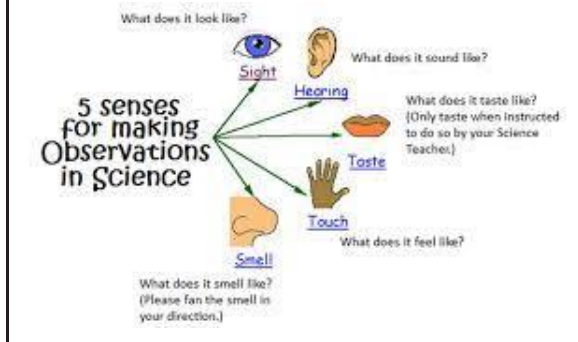 What does it look like?
Sight
Hearing
What does it sound like?
5 senses
for making
Observations
in Science
What does it taste like?
(Only taste when instructed
to do so by your Science
Teacher.)
Taste
Touch
What does it feel like?
Smell
What does it smell like?
(Please fan the smell in
your direction.)